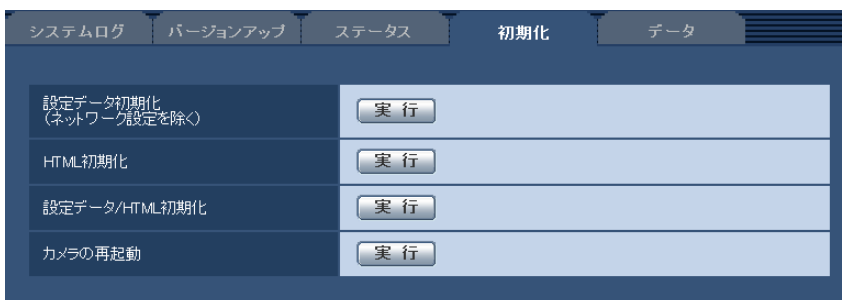 システムログ バージョンアップ ステータス 初期化 データ
設定データ初期化
(ネットワーク設定を除く)
実 行
HTML初期化
実 行
設定データ/HTML初期化
実 行
カメラの再起動
実 行